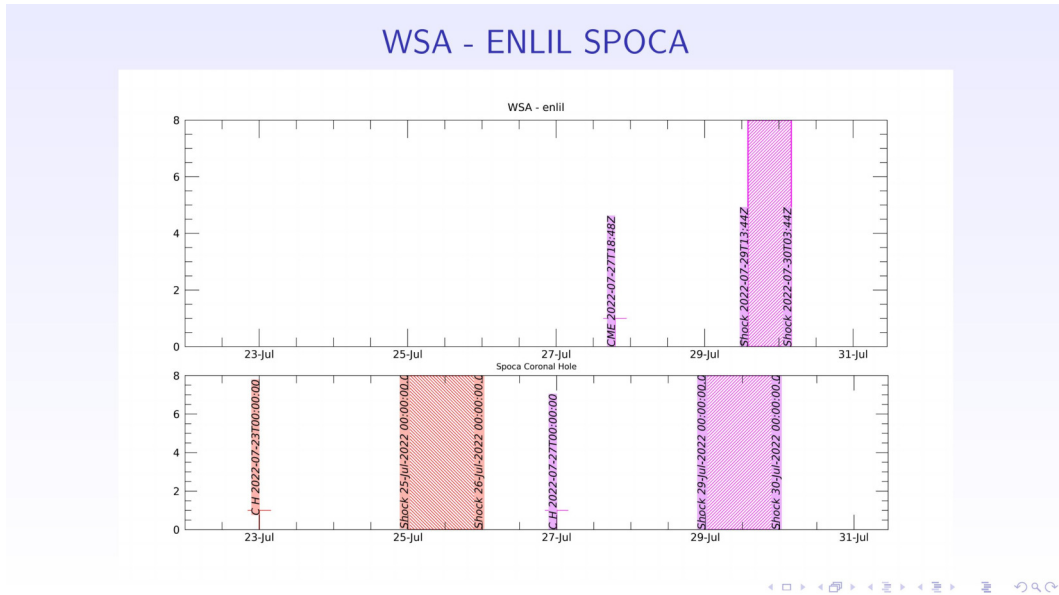 WSA - ENLIL SPOCA
WSA - enlil
8
6
4
2
0
CME 2022-07-27T18:48Z
Shock 2022-07-29T13:44Z
Shock 2022-07-30T03:44Z
23-Jul 25-Jul 27-Jul 29-Jul 31-Jul
Spoca Coronal Hole
8
6
4
2
0
C H 2022-07-23T00:00:00
Shock 25-Jul-2022 00:00:00.0
Shock 26-Jul-2022 00:00:00.0
C H 2022-07-27T00:00:00
Shock 29-Jul-2022 00:00:00.0
Shock 30-Jul-2022 00:00:00.0
23-Jul 25-Jul 27-Jul 29-Jul 31-Jul